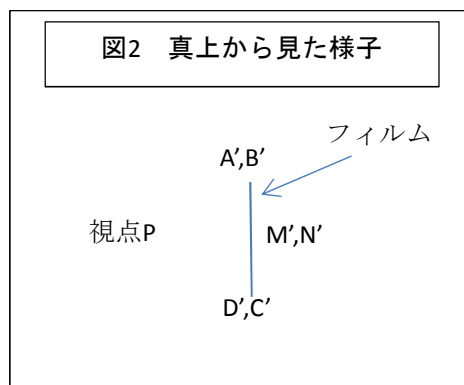 図2　真上から見た様子
フィルム
A’,B’
視点P
M’,N’
D’,C’